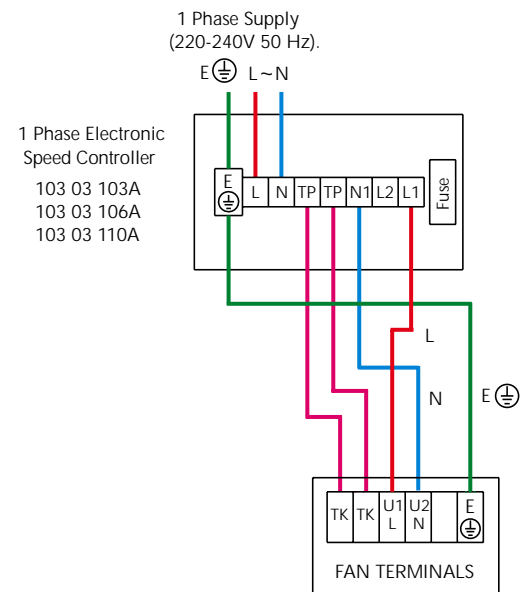 1 Phase Supply
(220-240V 50 Hz).
E L~N
1 Phase Electronic
Speed Controller
103 03 103A
103 03 106A
103 03 110A
E L N TP TP N1 L2 L1 Fuse
L
N
E
TK TK U1 L U2 N E
FAN TERMINALS